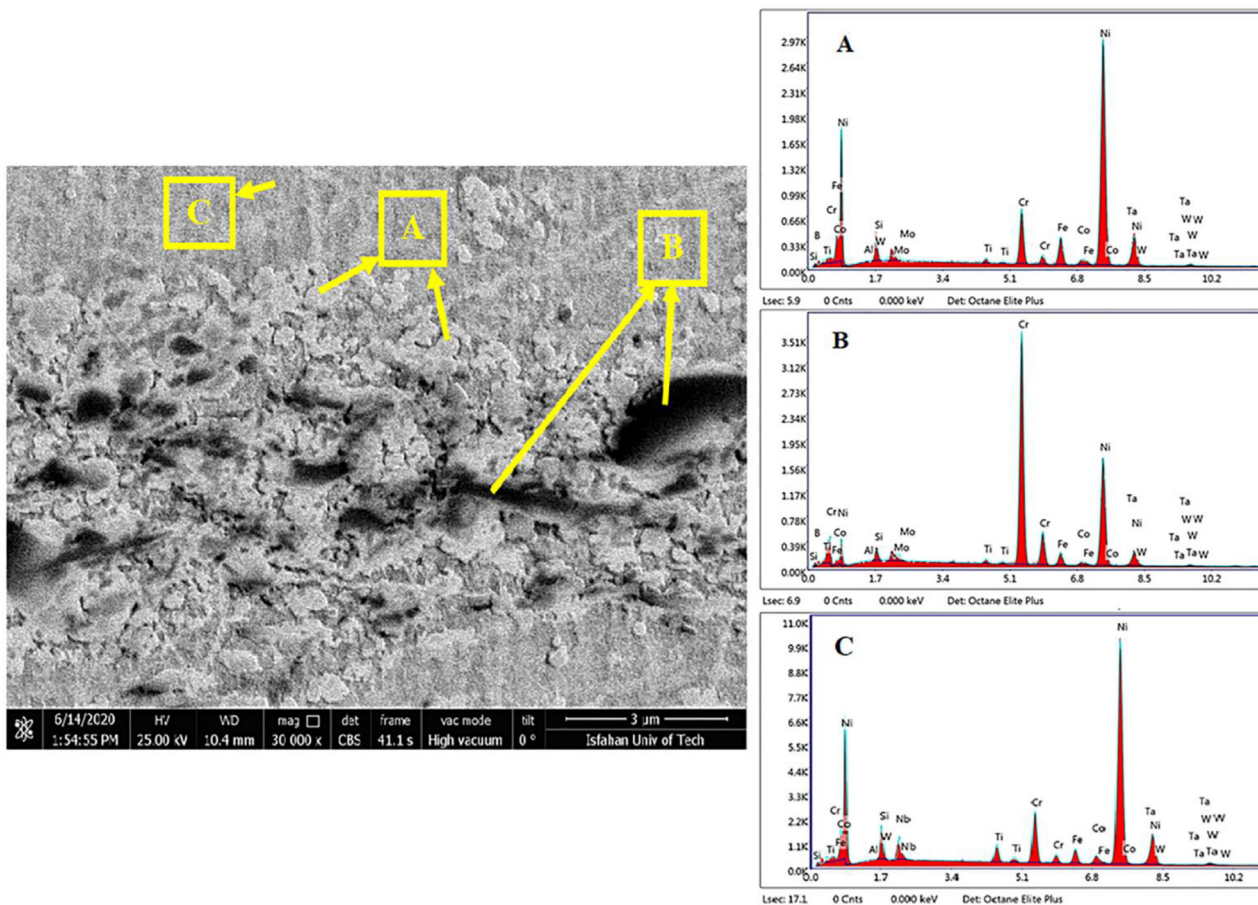 C
A
B
6/14/2020 HV WD mag det frame vac mode tilt 3 μm
1:54:55 PM 25.00 kV 10.4 mm 30 000 x CBS 41.1 s High vacuum 0 ° Isfahan Univ of Tech
A
2.97K
2.64K
2.31K
1.98K
1.65K
1.32K
0.99K
0.66K
0.33K
0.00K
Ni
Ni
Fe
Cr
Co
B
Si
Ti
Si
W
Al
Mo
Mo
Ti
Ti
Cr
Cr
Fe
Co
Fe
Co
Ta
Ni
W
Ta
W W
Ta W
Ta Ta W
0.0 1.7 3.4 5.1 6.8 8.5 10.2
Lsec: 5.9 0 Cnts 0.000 keV Det: Octane Elite Plus
B
3.51K
3.12K
2.73K
2.34K
1.95K
1.56K
1.17K
0.78K
0.39K
0.00K
Cr
Ni
Cr Ni
B
Co
Ti
Fe
Si
Si
Al
Mo
Mo
Ti
Ti
Cr
Fe
Co
Fe
Co
Ta
Ni
W
Ta
W W
Ta W
Ta Ta W
0.0 1.7 3.4 5.1 6.8 8.5 10.2
Lsec: 6.9 0 Cnts 0.000 keV Det: Octane Elite Plus
C
11.0K
9.9K
8.8K
7.7K
6.6K
5.5K
4.4K
3.3K
2.2K
1.1K
0.0K
Ni
Ni
Cr
Co
Fe
Si
Ti
Si
W
Al
Nb
Nb
Ti
Ti
Cr
Cr
Fe
Co
Fe
Co
Ta
Ni
W
Ta
W W
Ta W
Ta Ta W
0.0 1.7 3.4 5.1 6.8 8.5 10.2
Lsec: 17.1 0 Cnts 0.000 keV Det: Octane Elite Plus